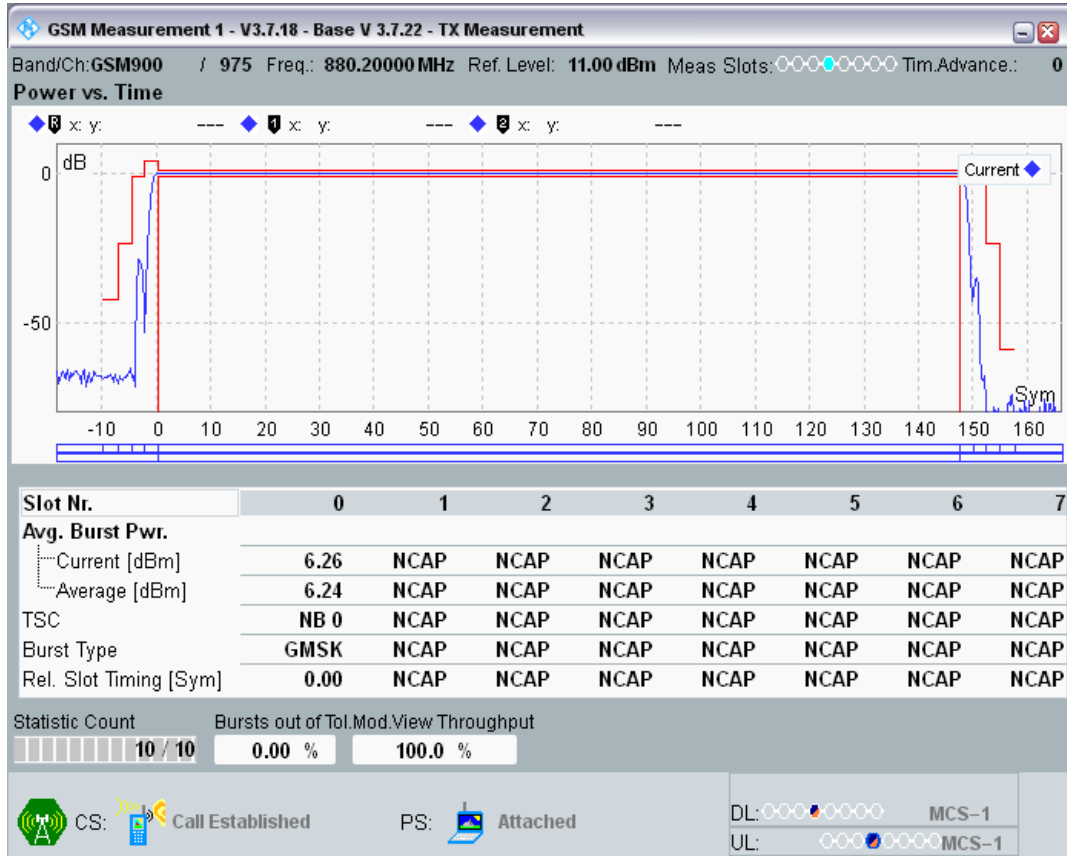 GSM Measurement 1 - V3.7.18 - Base V 3.7.22 - TX Measurement
Band/Ch:GSM900 / 975 Freq.: 880.20000 MHz Ref. Level: 11.00 dBm Meas Slots: Tim.Advance.: 0
Power vs. Time
R x: y: --- 1 x: y: --- 2 x: y: ---
dB
Current
0
-50
Sym
-10 0 10 20 30 40 50 60 70 80 90 100 110 120 130 140 150 160
Slot Nr. 0 1 2 3 4 5 6 7
Avg. Burst Pwr.
Current [dBm] 6.26 NCAP NCAP NCAP NCAP NCAP NCAP NCAP
Average [dBm] 6.24 NCAP NCAP NCAP NCAP NCAP NCAP NCAP
TSC NB 0 NCAP NCAP NCAP NCAP NCAP NCAP NCAP
Burst Type GMSK NCAP NCAP NCAP NCAP NCAP NCAP NCAP
Rel. Slot Timing [Sym] 0.00 NCAP NCAP NCAP NCAP NCAP NCAP NCAP
Statistic Count Bursts out of Tol.Mod.View Throughput
10 / 10 0.00 % 100.0 %
CS: Call Established PS: Attached
DL: MCS-1
UL: MCS-1